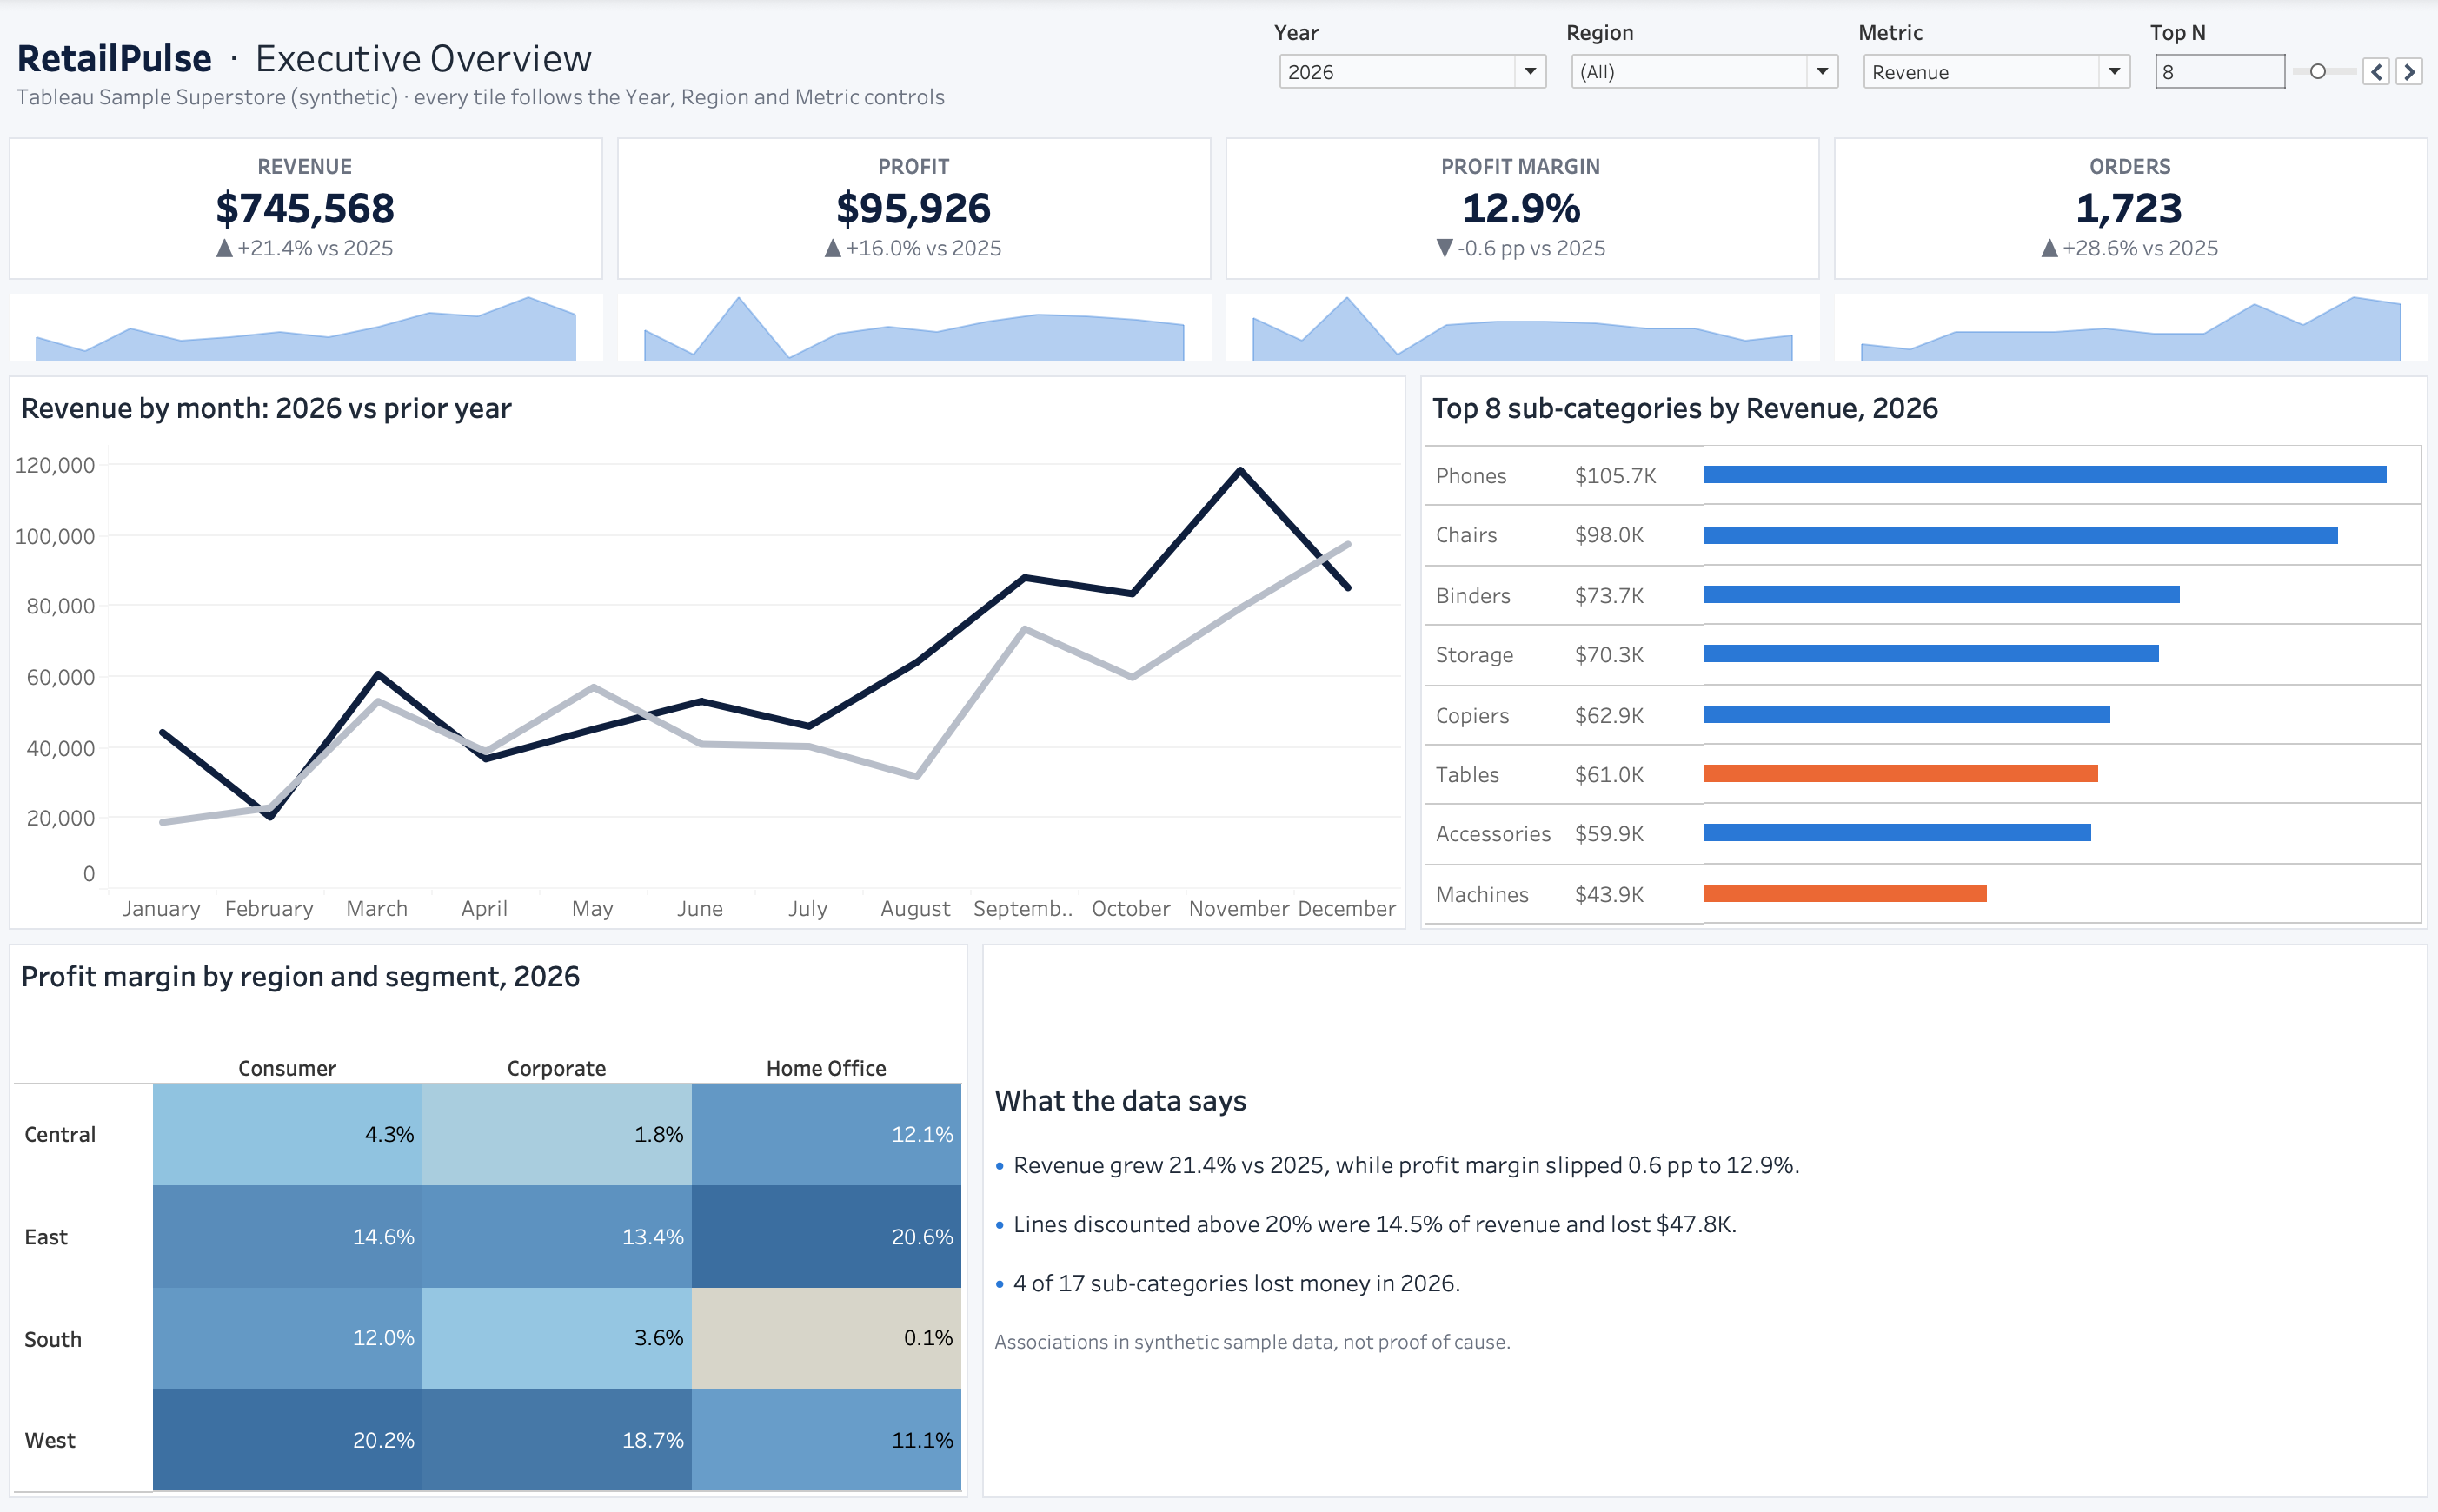 Year Region Metric Top N
RetailPulse · Executive Overview
2026 (All) Revenue 8
Tableau Sample Superstore (synthetic) · every tile follows the Year, Region and Metric controls
REVENUE
$745,568
▲ +21.4% vs 2025
PROFIT
$95,926
▲ +16.0% vs 2025
PROFIT MARGIN
12.9%
▼ -0.6 pp vs 2025
ORDERS
1,723
▲ +28.6% vs 2025
Revenue by month: 2026 vs prior year
120,000
100,000
80,000
60,000
40,000
20,000
0
January February March April May June July August Septemb.. October November December
Top 8 sub-categories by Revenue, 2026
Phones $105.7K
Chairs $98.0K
Binders $73.7K
Storage $70.3K
Copiers $62.9K
Tables $61.0K
Accessories $59.9K
Machines $43.9K
Profit margin by region and segment, 2026
Consumer Corporate Home Office
Central 4.3% 1.8% 12.1%
East 14.6% 13.4% 20.6%
South 12.0% 3.6% 0.1%
West 20.2% 18.7% 11.1%
What the data says
• Revenue grew 21.4% vs 2025, while profit margin slipped 0.6 pp to 12.9%.
• Lines discounted above 20% were 14.5% of revenue and lost $47.8K.
• 4 of 17 sub-categories lost money in 2026.
Associations in synthetic sample data, not proof of cause.